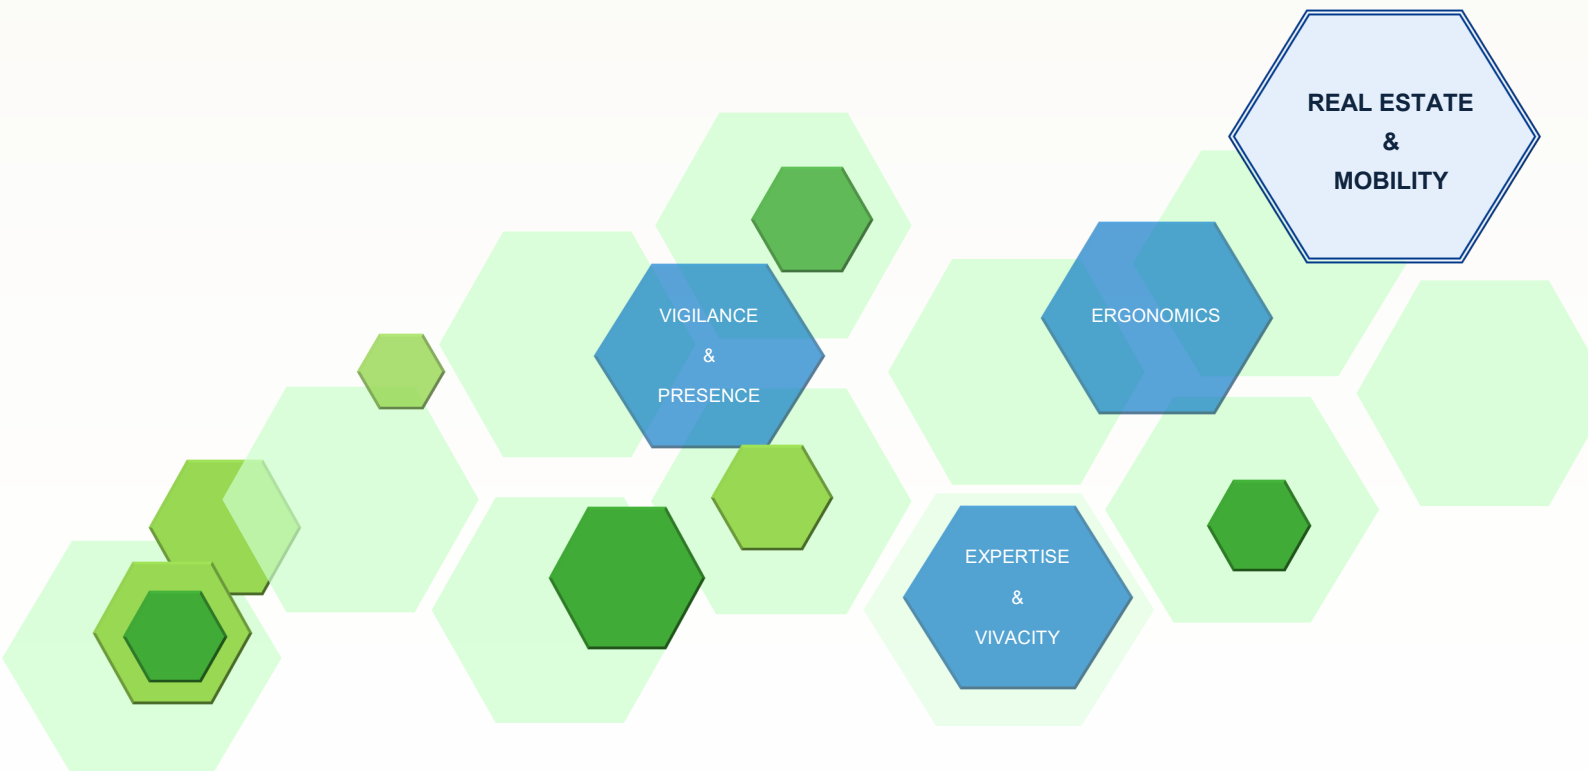 REAL ESTATE
&
MOBILITY
VIGILANCE
&
PRESENCE
ERGONOMICS
EXPERTISE
&
VIVACITY